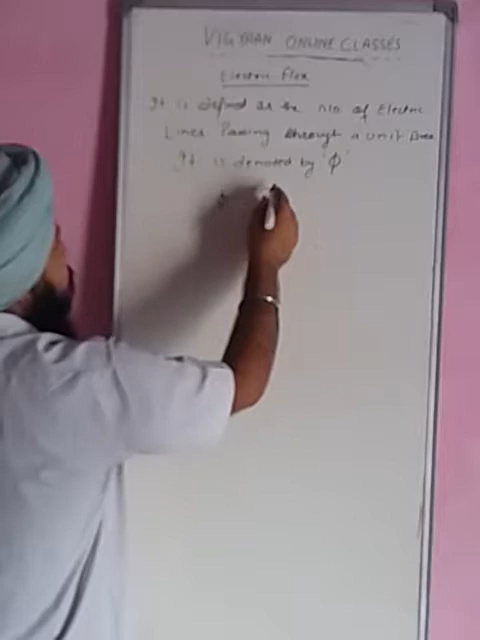 VIGYAN ONLINE CLASSES
Electric Flux
It is defined as the No of Electric
Lines Passing through a unit Area
It is denoted by 'φ'